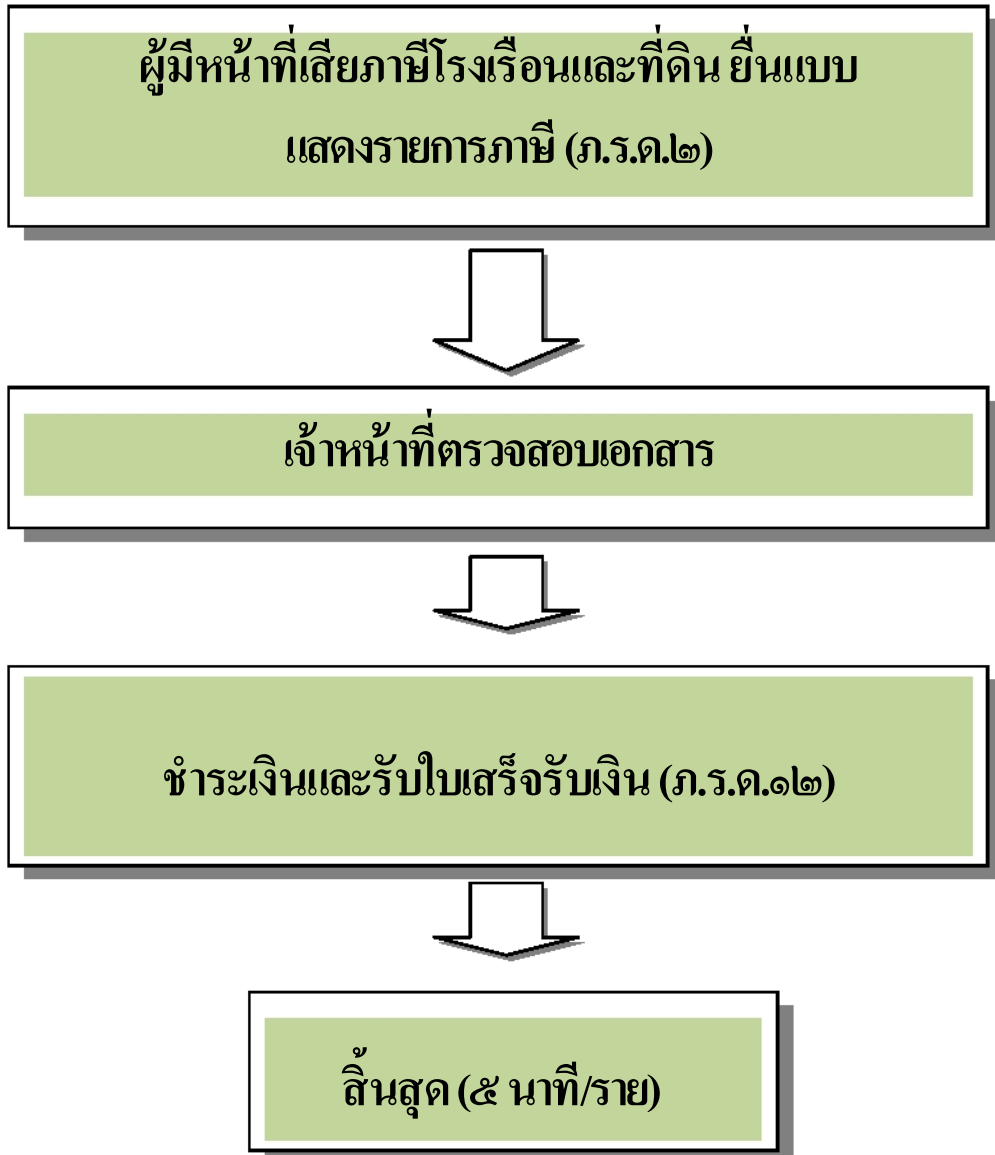 ผู้มีหน้าที่เสียภาษีโรงเรือนและที่ดิน ยื่นแบบ
แสดงรายการภาษี (ภ.ร.ด.๒)
เจ้าหน้าที่ตรวจสอบเอกสาร
ชำระเงินและรับใบเสร็จรับเงิน (ภ.ร.ด.๑๒)
สิ้นสุด (๕ นาที/ราย)